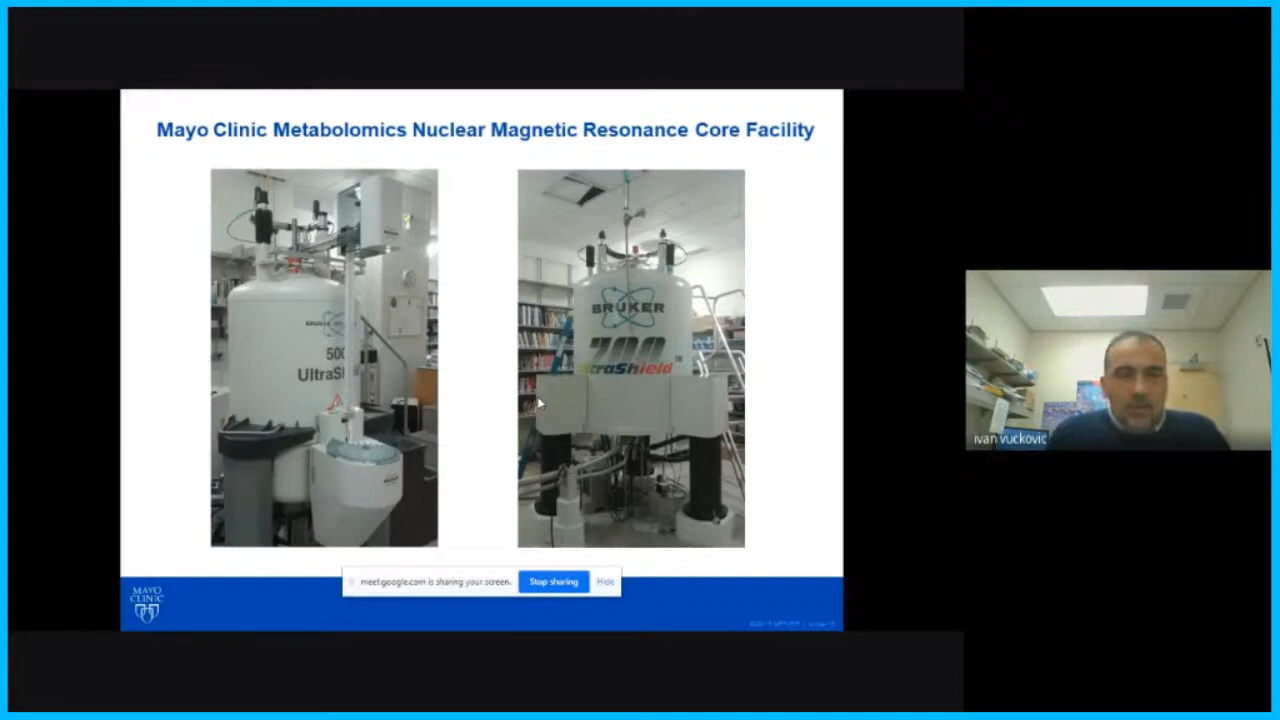 Mayo Clinic Metabolomics Nuclear Magnetic Resonance Core Facility
BRUKER
500
UltraSh
BRUKER
700
UltraShield
ivan vuckovic
meet.google.com is sharing your screen.
Stop sharing
Hide
MAYO
CLINIC